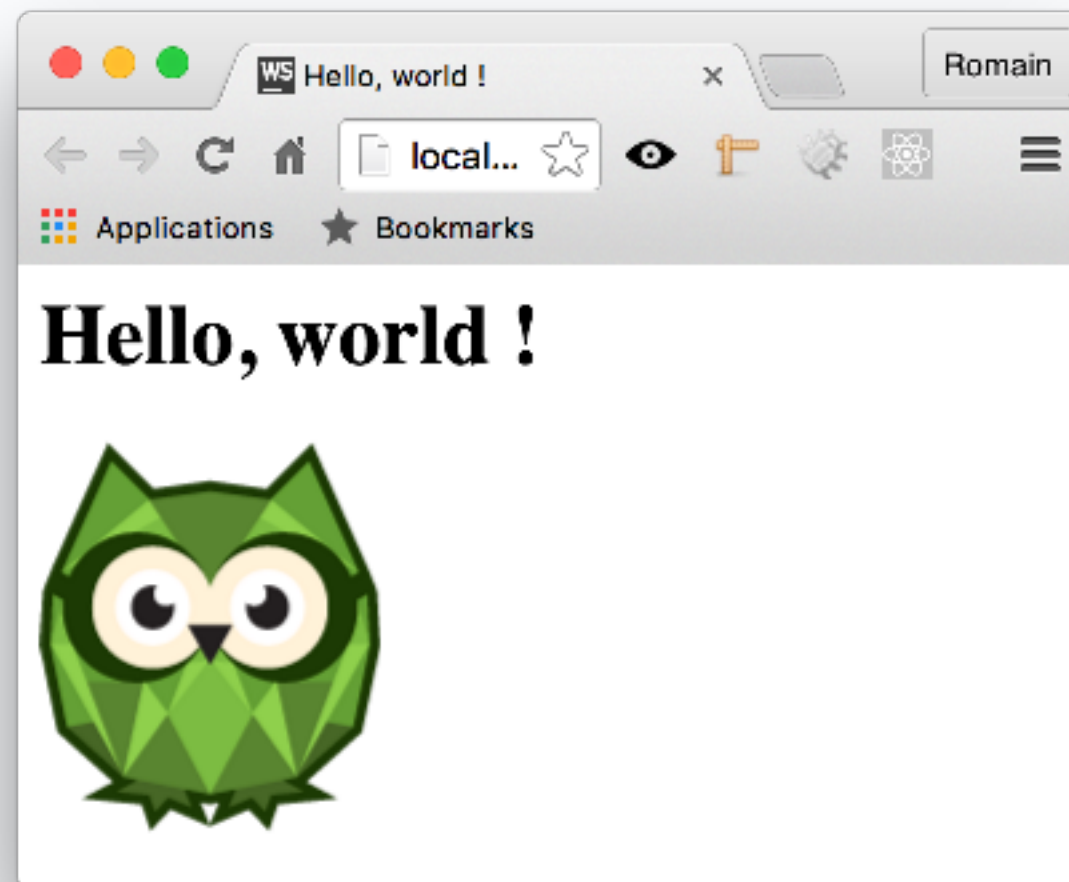 WS Hello, world !
Romain
local...
Applications
Bookmarks
Hello, world !